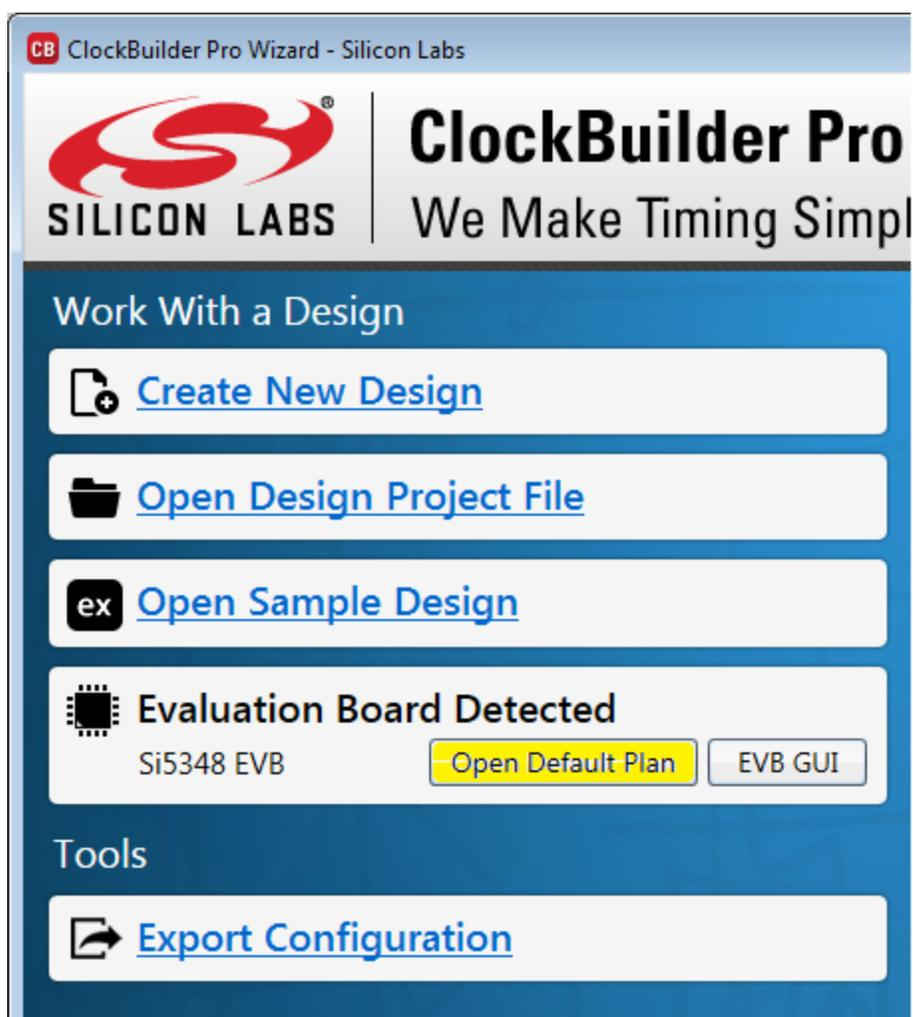 CB ClockBuilder Pro Wizard - Silicon Labs
®
SILICON LABS
ClockBuilder Pro
We Make Timing Simpl
Work With a Design
Create New Design
Open Design Project File
ex Open Sample Design
Evaluation Board Detected
Si5348 EVB Open Default Plan EVB GUI
Tools
Export Configuration